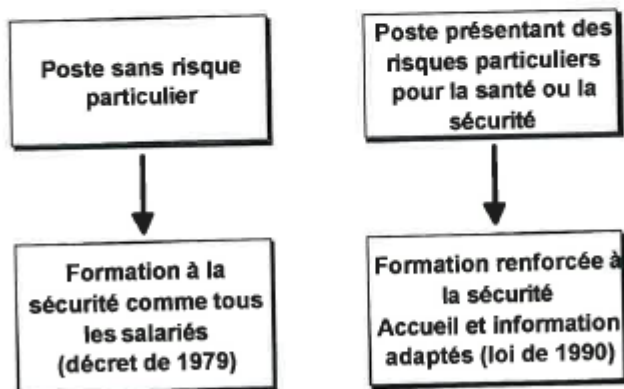 Poste sans risque
particulier
Formation à la
sécurité comme tous
les salariés
(décret de 1979)
Poste présentant des
risques particuliers
pour la santé ou la
sécurité
Formation renforcée à
la sécurité
Accueil et information
adaptés (loi de 1990)